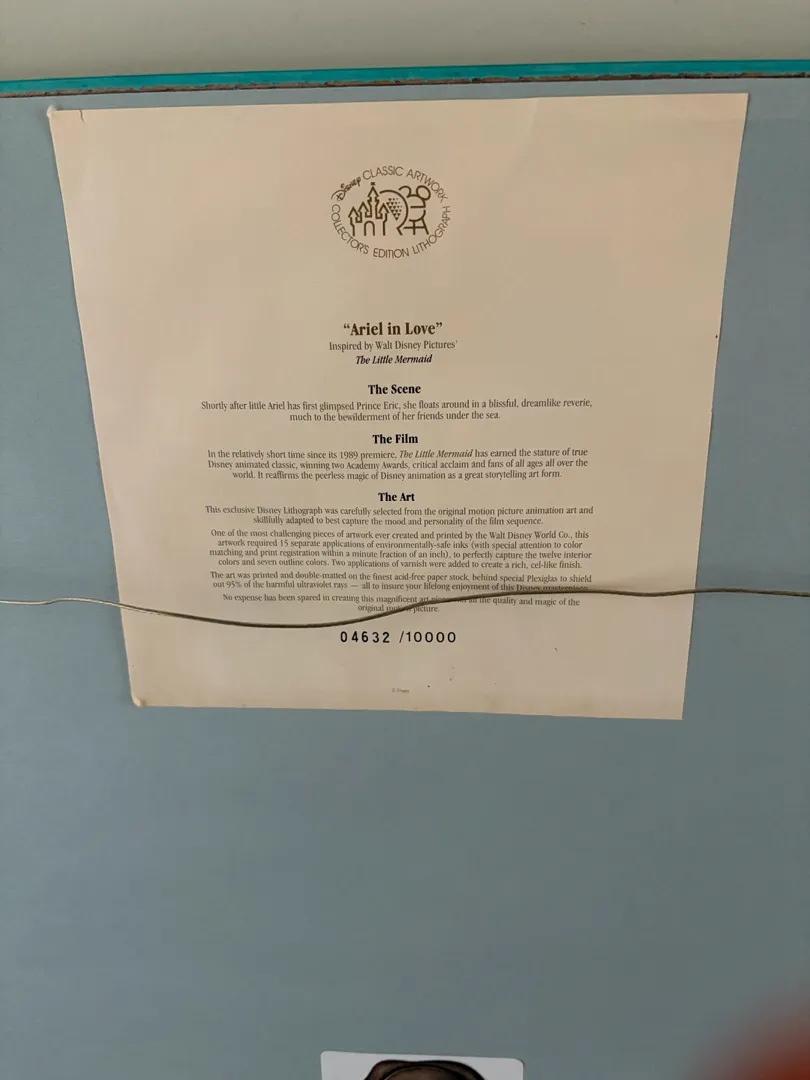 Disney CLASSIC ARTWORK
COLLECTOR'S EDITION LITHOGRAPH
“Ariel in Love”
Inspired by Walt Disney Pictures'
The Little Mermaid
The Scene
Shortly after little Ariel has first glimpsed Prince Eric, she floats around in a blissful, dreamlike reverie,
much to the bewilderment of her friends under the sea.
The Film
In the relatively short time since its 1989 premiere, The Little Mermaid has earned the stature of true
Disney animated classic, winning two Academy Awards, critical acclaim and fans of all ages all over the
world. It reaffirms the peerless magic of Disney animation as a great storytelling art form.
The Art
This exclusive Disney Lithograph was carefully selected from the original motion picture animation art and
skillfully adapted to best capture the mood and personality of the film sequence.
One of the most challenging pieces of artwork ever created and printed by the Walt Disney World Co., this
artwork required 15 separate applications of environmentally-safe inks (with special attention to color
matching and print registration within a minute fraction of an inch), to perfectly capture the twelve interior
colors and seven outline colors. Two applications of varnish were added to create a rich, cel-like finish.
The art was printed and double-matted on the finest acid-free paper stock, behind special Plexiglas to shield
out 95% of the harmful ultraviolet rays — all to insure your lifelong enjoyment of this Disney masterpiece.
No expense has been spared in creating this magnificent art all the quality and magic of the
original motion picture.
04632 /10000
© Disney